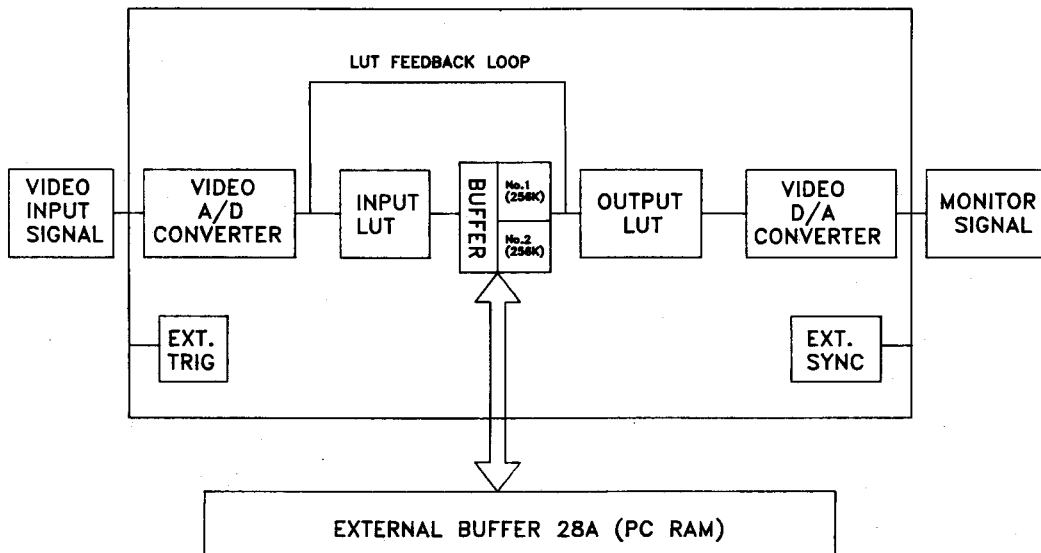 LUT FEEDBACK LOOP
VIDEO
INPUT
SIGNAL
VIDEO
A/D
CONVERTER
INPUT
LUT
BUFFER
No.1
(256K)
No.2
(256K)
OUTPUT
LUT
VIDEO
D/A
CONVERTER
MONITOR
SIGNAL
EXT.
TRIG
EXT.
SYNC
EXTERNAL BUFFER 28A (PC RAM)